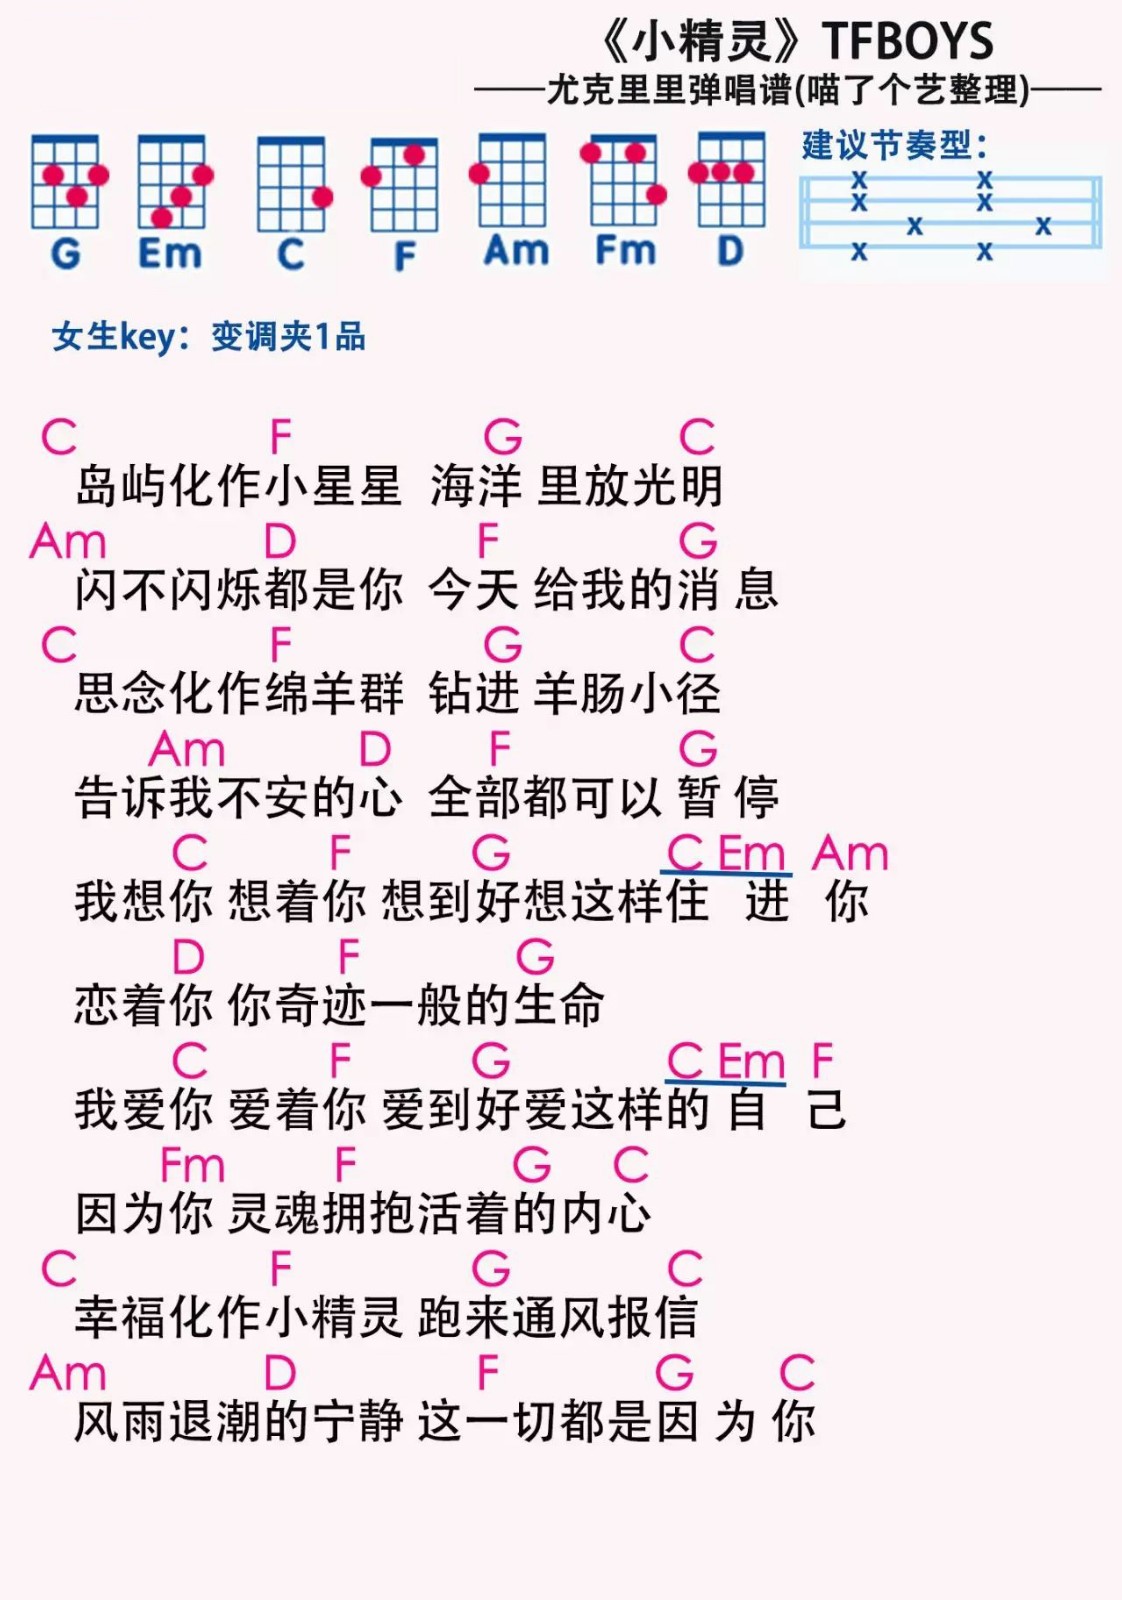 《小精灵》TFBOYS
——尤克里里弹唱谱(喵了个艺整理)——
建议节奏型：
X X
X X
X X
X X
G Em C F Am Fm D
女生key：变调夹1品
C F G C
岛屿化作小星星 海洋 里放光明
Am D F G
闪不闪烁都是你 今天 给我的消 息
C F G C
思念化作绵羊群 钻进 羊肠小径
Am D F G
告诉我不安的心 全部都可以 暂 停
C F G C Em Am
我想你 想着你 想到好想这样住 进 你
D F G
恋着你 你奇迹一般的生命
C F G C Em F
我爱你 爱着你 爱到好爱这样的 自 己
Fm F G C
因为你 灵魂拥抱活着的内心
C F G C
幸福化作小精灵 跑来通风报信
Am D F G C
风雨退潮的宁静 这一切都是因 为 你